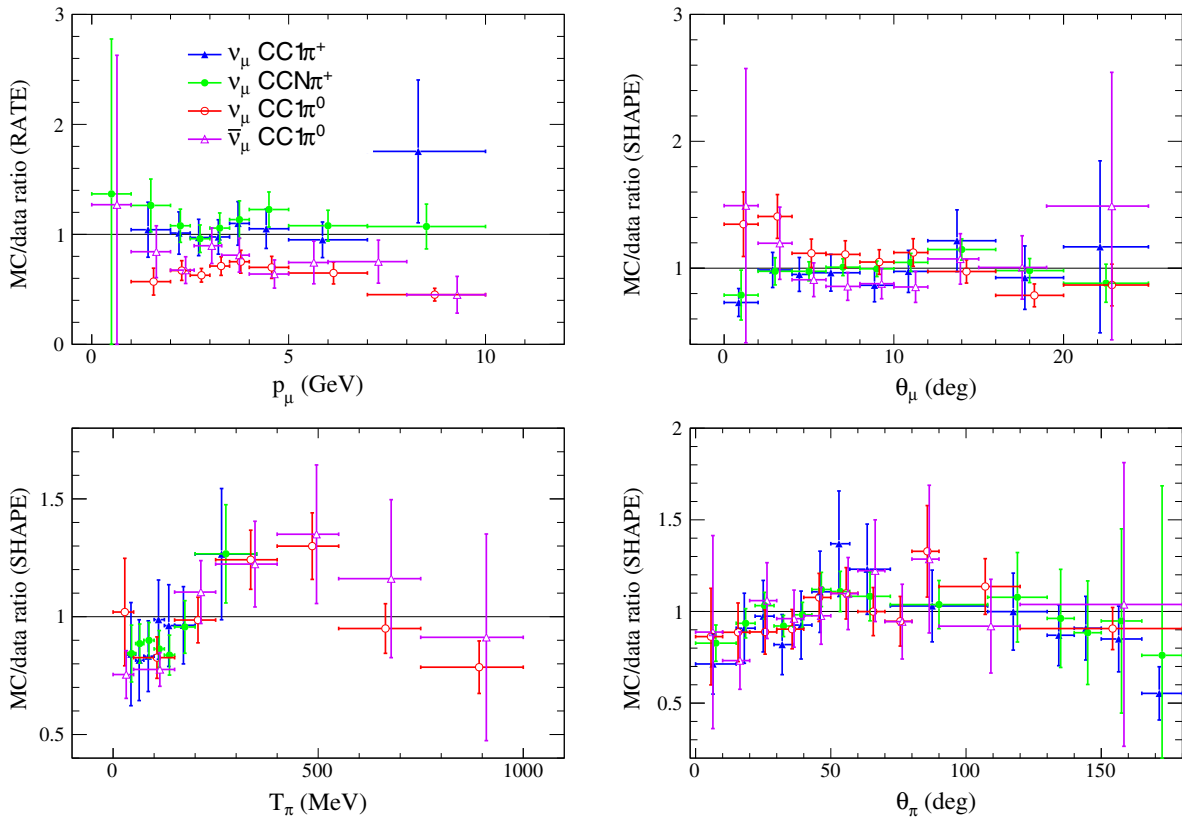 3
2
1
0
MC/data ratio (RATE)
ν_μ CC1π⁺
ν_μ CCNπ⁺
ν_μ CC1π⁰
ν̄_μ CC1π⁰
0 5 10
p_μ (GeV)
3
2
1
MC/data ratio (SHAPE)
0 10 20
θ_μ (deg)
1.5
1
0.5
MC/data ratio (SHAPE)
0 500 1000
T_π (MeV)
2
1.5
1
0.5
MC/data ratio (SHAPE)
0 50 100 150
θ_π (deg)